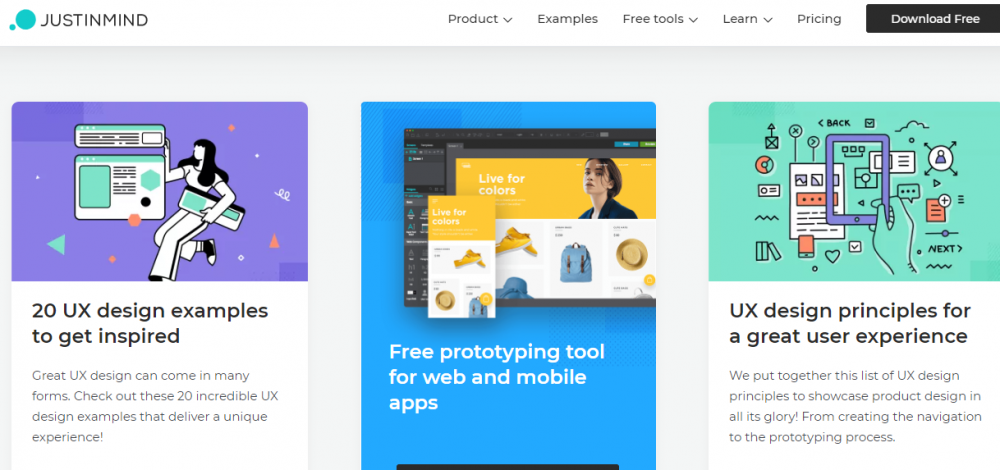 JUSTINMIND
Product
Examples
Free tools
Learn
Pricing
Download Free
20 UX design examples
to get inspired
Great UX design can come in many
forms. Check out these 20 incredible UX
design examples that deliver a unique
experience!
Live for
colors
Live for
colors
Free prototyping tool
for web and mobile
apps
< BACK
NEXT >
UX design principles for
a great user experience
We put together this list of UX design
principles to showcase product design in
all its glory! From creating the navigation
to the prototyping process.